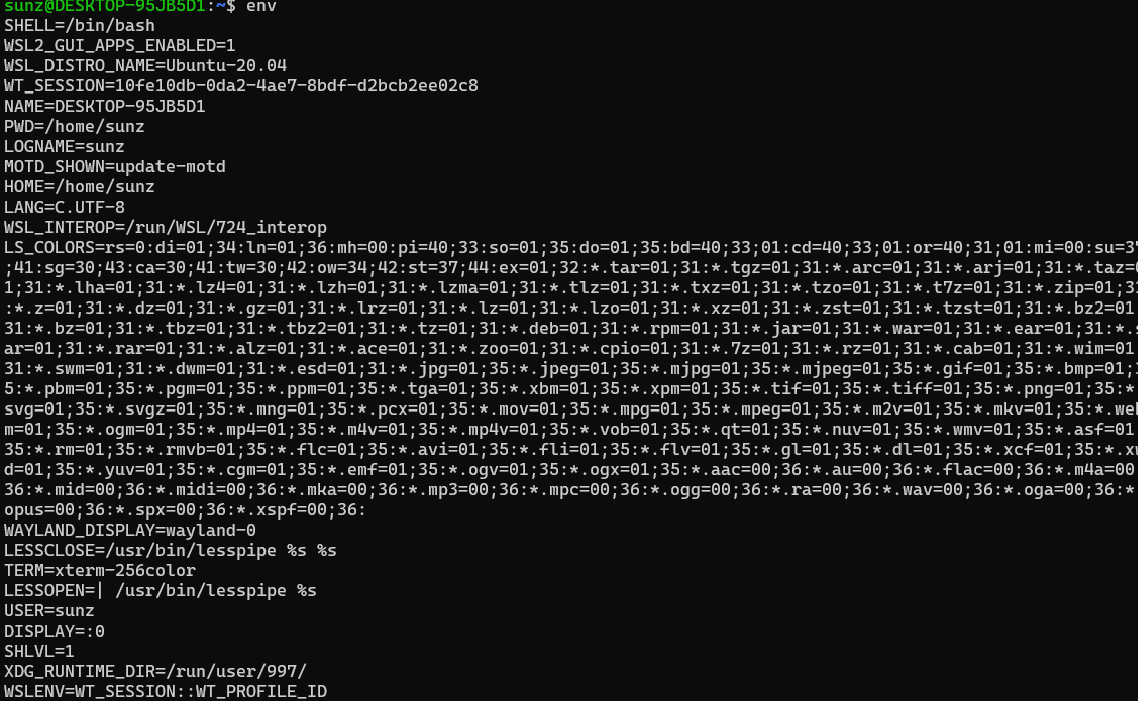 sunz@DESKTOP-95JB5D1:~$ env
SHELL=/bin/bash
WSL2_GUI_APPS_ENABLED=1
WSL_DISTRO_NAME=Ubuntu-20.04
WT_SESSION=10fe10db-0da2-4ae7-8bdf-d2bcb2ee02c8
NAME=DESKTOP-95JB5D1
PWD=/home/sunz
LOGNAME=sunz
MOTD_SHOWN=update-motd
HOME=/home/sunz
LANG=C.UTF-8
WSL_INTEROP=/run/WSL/724_interop
LS_COLORS=rs=0:di=01;34:ln=01;36:mh=00:pi=40;33:so=01;35:do=01;35:bd=40;33;01:cd=40;33;01:or=40;31;01:mi=00:su=37
;41:sg=30;43:ca=30;41:tw=30;42:ow=34;42:st=37;44:ex=01;32:*.tar=01;31:*.tgz=01;31:*.arc=01;31:*.arj=01;31:*.taz=0
1;31:*.lha=01;31:*.lz4=01;31:*.lzh=01;31:*.lzma=01;31:*.tlz=01;31:*.txz=01;31:*.tzo=01;31:*.t7z=01;31:*.zip=01;31
:*.z=01;31:*.dz=01;31:*.gz=01;31:*.lrz=01;31:*.lz=01;31:*.lzo=01;31:*.xz=01;31:*.zst=01;31:*.tzst=01;31:*.bz2=01
31:*.bz=01;31:*.tbz=01;31:*.tbz2=01;31:*.tz=01;31:*.deb=01;31:*.rpm=01;31:*.jar=01;31:*.war=01;31:*.ear=01;31:*.s
ar=01;31:*.rar=01;31:*.alz=01;31:*.ace=01;31:*.zoo=01;31:*.cpio=01;31:*.7z=01;31:*.rz=01;31:*.cab=01;31:*.wim=01
31:*.swm=01;31:*.dwm=01;31:*.esd=01;31:*.jpg=01;35:*.jpeg=01;35:*.mjpg=01;35:*.mjpeg=01;35:*.gif=01;35:*.bmp=01;3
5:*.pbm=01;35:*.pgm=01;35:*.ppm=01;35:*.tga=01;35:*.xbm=01;35:*.xpm=01;35:*.tif=01;35:*.tiff=01;35:*.png=01;35:*
svg=01;35:*.svgz=01;35:*.mng=01;35:*.pcx=01;35:*.mov=01;35:*.mpg=01;35:*.mpeg=01;35:*.m2v=01;35:*.mkv=01;35:*.web
m=01;35:*.ogm=01;35:*.mp4=01;35:*.m4v=01;35:*.mp4v=01;35:*.vob=01;35:*.qt=01;35:*.nuv=01;35:*.wmv=01;35:*.asf=01
35:*.rm=01;35:*.rmvb=01;35:*.flc=01;35:*.avi=01;35:*.fli=01;35:*.flv=01;35:*.gl=01;35:*.dl=01;35:*.xcf=01;35:*.xw
d=01;35:*.yuv=01;35:*.cgm=01;35:*.emf=01;35:*.ogv=01;35:*.ogx=01;35:*.aac=00;36:*.au=00;36:*.flac=00;36:*.m4a=00
36:*.mid=00;36:*.midi=00;36:*.mka=00;36:*.mp3=00;36:*.mpc=00;36:*.ogg=00;36:*.ra=00;36:*.wav=00;36:*.oga=00;36:*
opus=00;36:*.spx=00;36:*.xspf=00;36:
WAYLAND_DISPLAY=wayland-0
LESSCLOSE=/usr/bin/lesspipe %s %s
TERM=xterm-256color
LESSOPEN=| /usr/bin/lesspipe %s
USER=sunz
DISPLAY=:0
SHLVL=1
XDG_RUNTIME_DIR=/run/user/997/
WSLENV=WT_SESSION::WT_PROFILE_ID